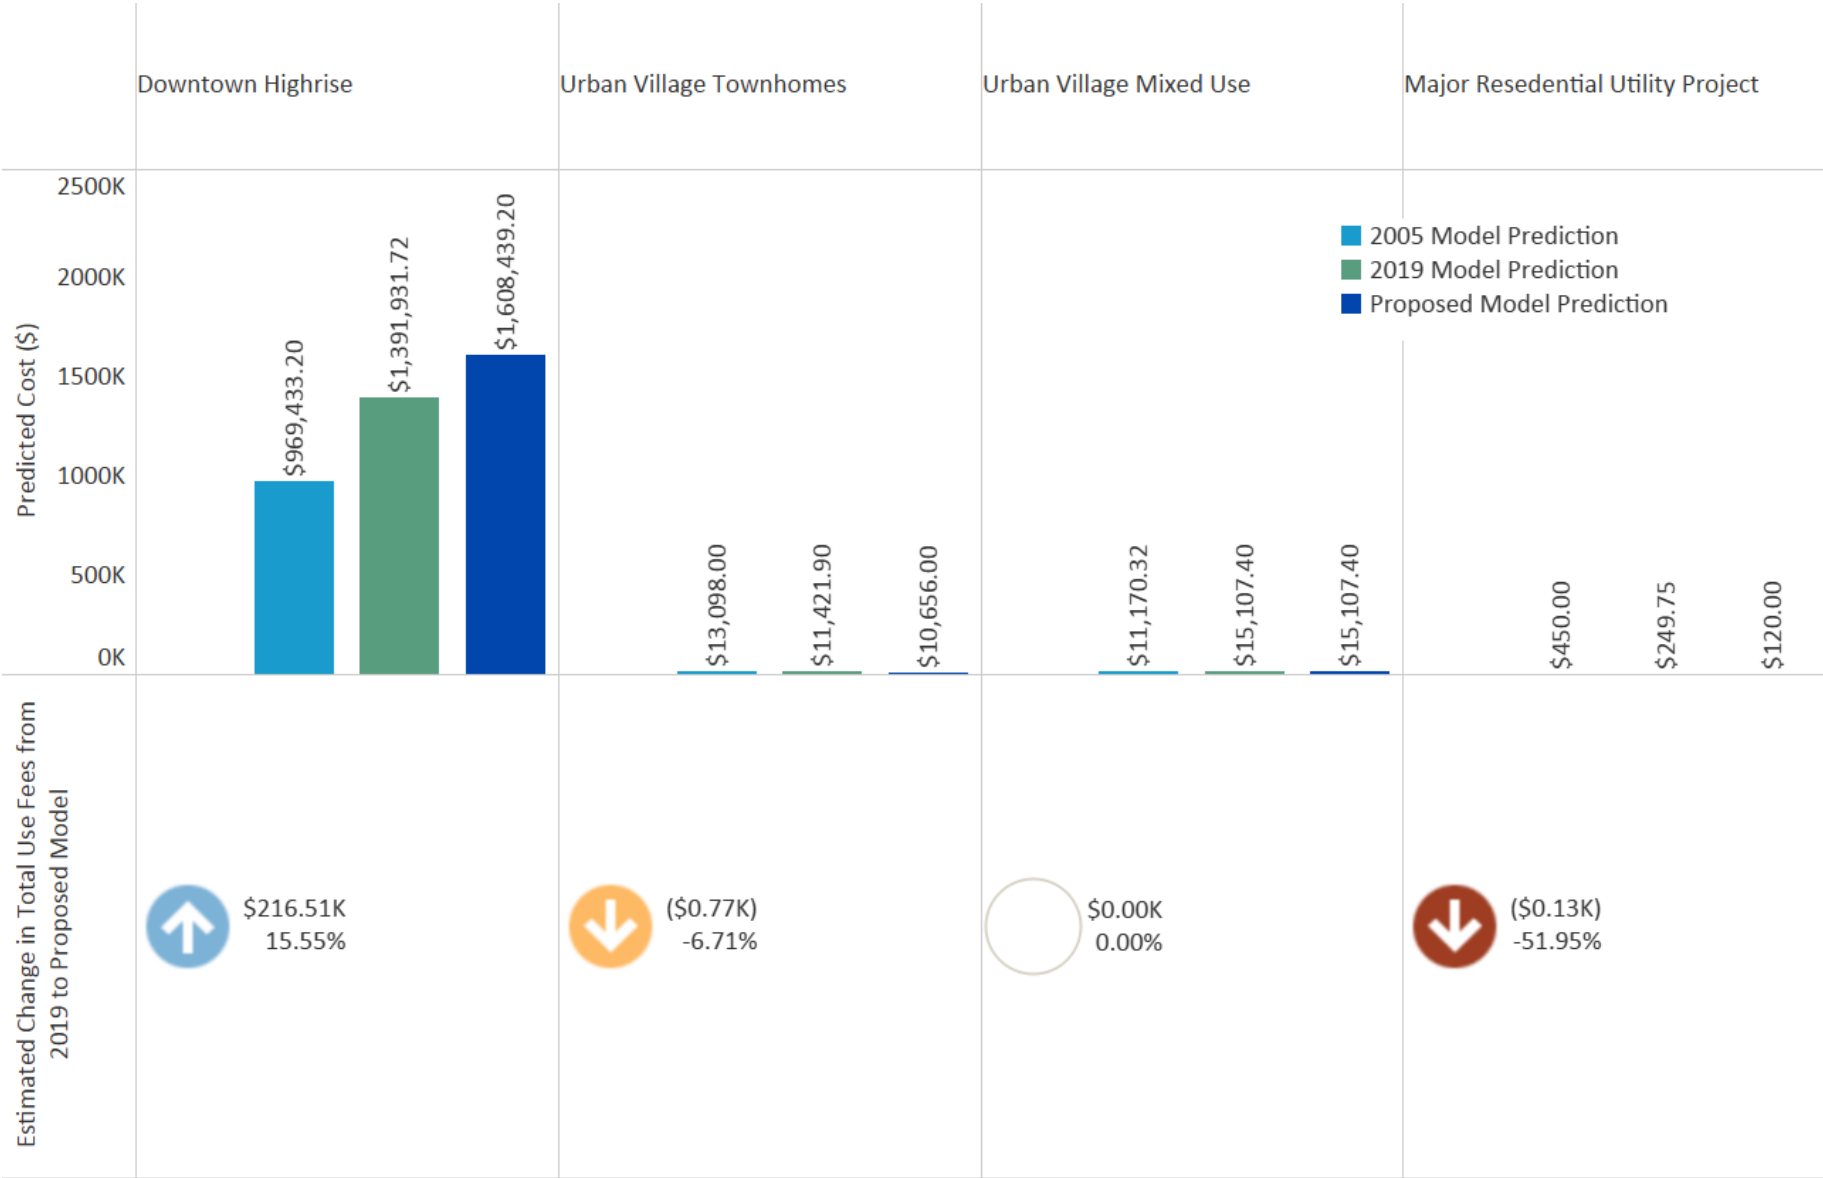 Downtown Highrise
Urban Village Townhomes
Urban Village Mixed Use
Major Resedential Utility Project
Predicted Cost ($)
2500K
2000K
1500K
1000K
500K
0K
$969,433.20
$1,391,931.72
$1,608,439.20
$13,098.00
$11,421.90
$10,656.00
$11,170.32
$15,107.40
$15,107.40
$450.00
$249.75
$120.00
2005 Model Prediction
2019 Model Prediction
Proposed Model Prediction
Estimated Change in Total Use Fees from
2019 to Proposed Model
$216.51K
15.55%
($0.77K)
-6.71%
$0.00K
0.00%
($0.13K)
-51.95%